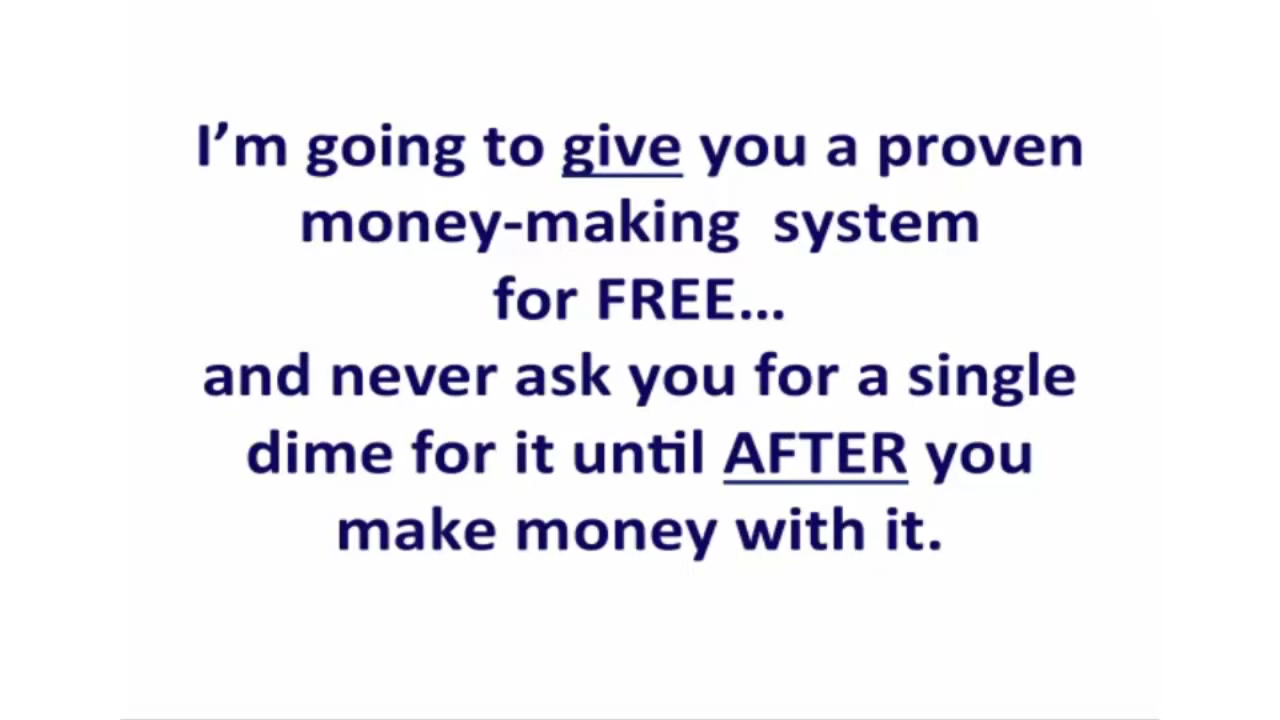 I’m going to give you a proven
money-making  system
for FREE…
and never ask you for a single
dime for it until AFTER you
make money with it.